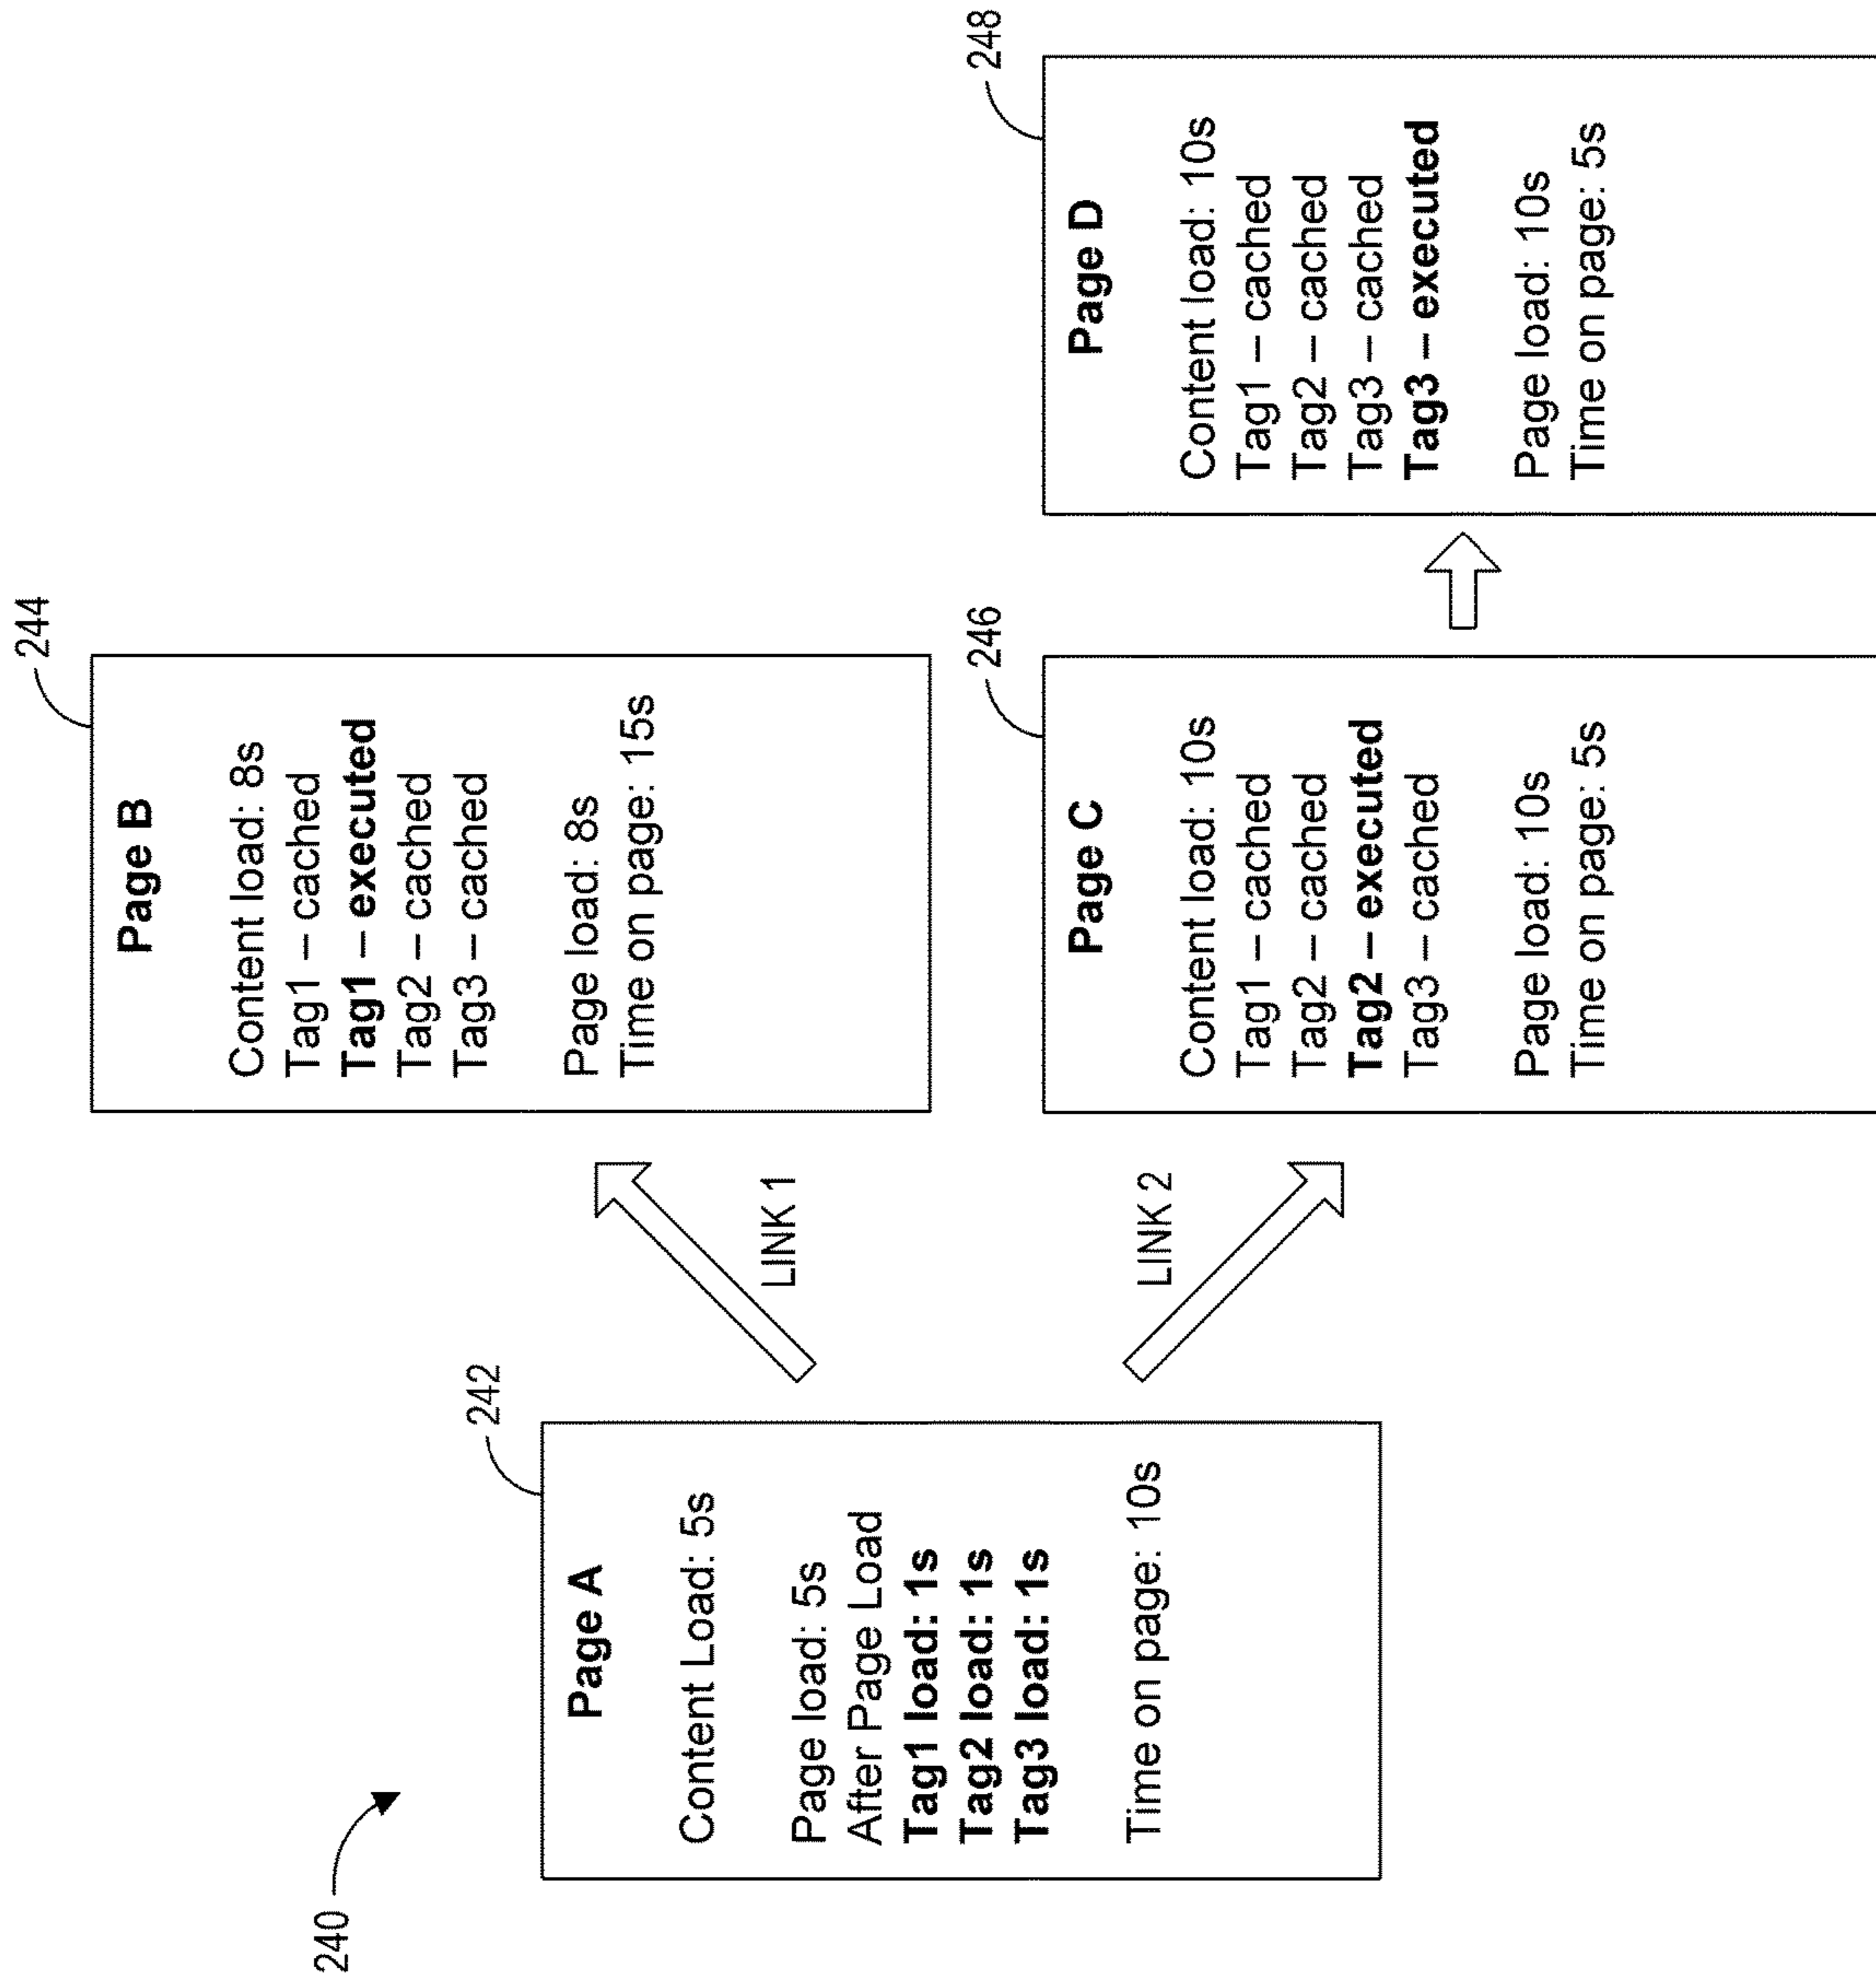 240
242
Page A
Content Load: 5s
Page load: 5s
After Page Load
Tag1 load: 1s
Tag2 load: 1s
Tag3 load: 1s
Time on page: 10s
LINK 1
LINK 2
244
Page B
Content load: 8s
Tag1 – cached
Tag1 – executed
Tag2 – cached
Tag3 – cached
Page load: 8s
Time on page: 15s
246
Page C
Content load: 10s
Tag1 – cached
Tag2 – cached
Tag2 – executed
Tag3 – cached
Page load: 10s
Time on page: 5s
248
Page D
Content load: 10s
Tag1 – cached
Tag2 – cached
Tag3 – cached
Tag3 – executed
Page load: 10s
Time on page: 5s